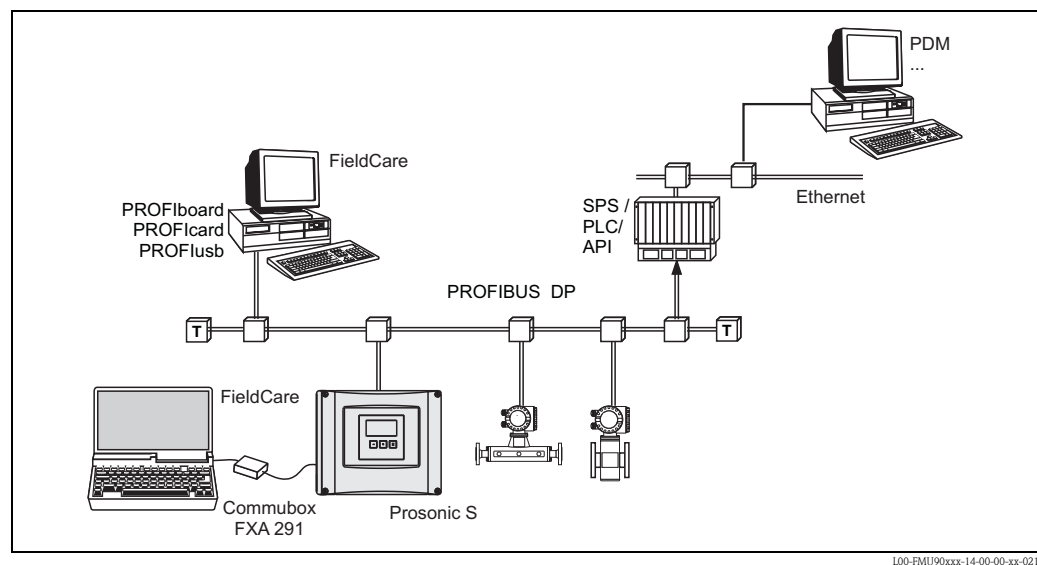 PDM
...
FieldCare
Ethernet
PROFIboard
PROFIcard
PROFIusb
SPS /
PLC/
API
PROFIBUS DP
T
T
FieldCare
Commubox
FXA 291
Prosonic S
L00-FMU90xxx-14-00-00-xx-021